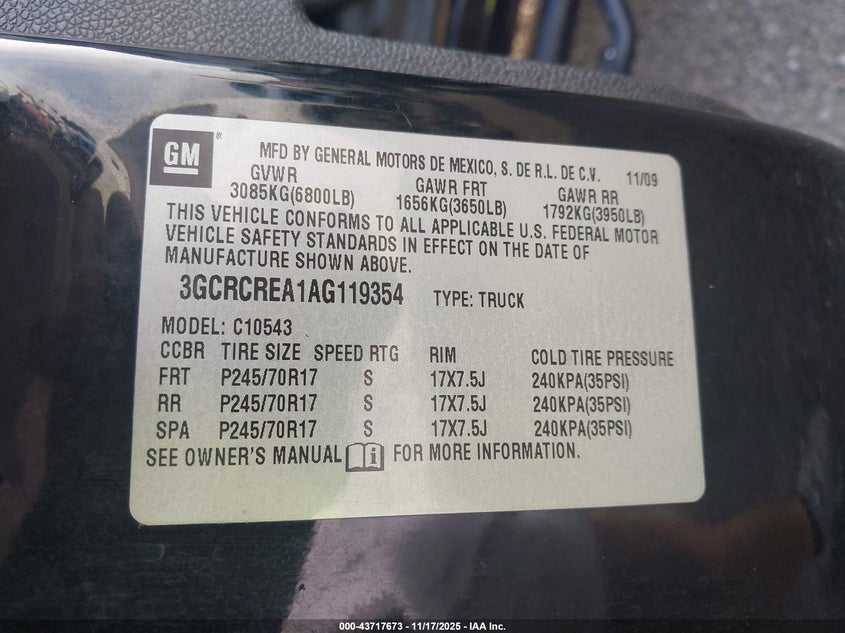 GM ® MFD BY GENERAL MOTORS DE MEXICO, S. DE R.L. DE C.V. 11/09
GVWR GAWR FRT GAWR RR
3085KG(6800LB) 1656KG(3650LB) 1792KG(3950LB)
THIS VEHICLE CONFORMS TO ALL APPLICABLE U.S. FEDERAL MOTOR
VEHICLE SAFETY STANDARDS IN EFFECT ON THE DATE OF
MANUFACTURE SHOWN ABOVE.
3GCRCREA1AG119354 TYPE: TRUCK
MODEL: C10543
CCBR TIRE SIZE SPEED RTG RIM COLD TIRE PRESSURE
FRT P245/70R17 S 17X7.5J 240KPA(35PSI)
RR P245/70R17 S 17X7.5J 240KPA(35PSI)
SPA P245/70R17 S 17X7.5J 240KPA(35PSI)
SEE OWNER'S MANUAL i FOR MORE INFORMATION.
000-43717673 - 11/17/2025 - IAA Inc.